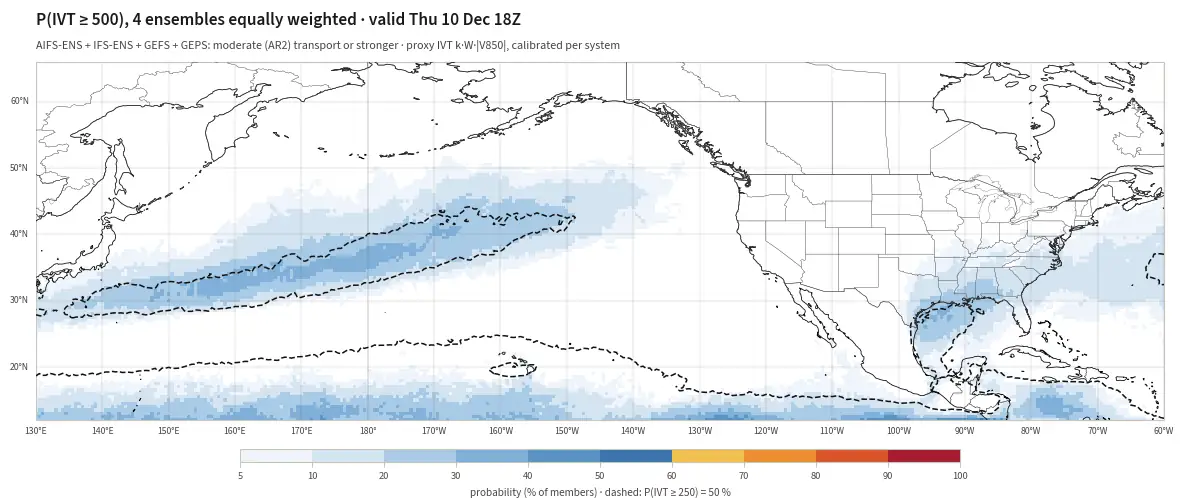 P(IVT ≥ 500), 4 ensembles equally weighted · valid Thu 10 Dec 18Z
AIFS-ENS + IFS-ENS + GEFS + GEPS: moderate (AR2) transport or stronger · proxy IVT k·W·|V850|, calibrated per system
60°N
50°N
40°N
30°N
20°N
130°E 140°E 150°E 160°E 170°E 180° 170°W 160°W 150°W 140°W 130°W 120°W 110°W 100°W 90°W 80°W 70°W 60°W
5 10 20 30 40 50 60 70 80 90 100
probability (% of members) · dashed: P(IVT ≥ 250) = 50 %